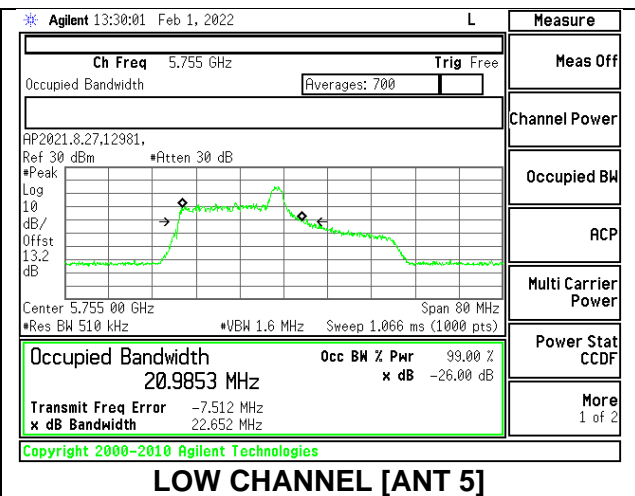 Agilent 13:30:01 Feb 1, 2022 L
Measure
Ch Freq 5.755 GHz Trig Free
Meas Off
Occupied Bandwidth Averages: 700
Channel Power
AP2021.8.27,12981,
Ref 30 dBm #Atten 30 dB
#Peak
Log
10
dB/
Offst
13.2
dB
Occupied BW
ACP
Multi Carrier
Power
Center 5.755 00 GHz Span 80 MHz
#Res BW 510 kHz #VBW 1.6 MHz Sweep 1.066 ms (1000 pts)
Power Stat
CCDF
Occupied Bandwidth Occ BW % Pwr 99.00 %
20.9853 MHz x dB -26.00 dB
Transmit Freq Error -7.512 MHz
x dB Bandwidth 22.652 MHz
More
1 of 2
Copyright 2000-2010 Agilent Technologies
LOW CHANNEL [ANT 5]